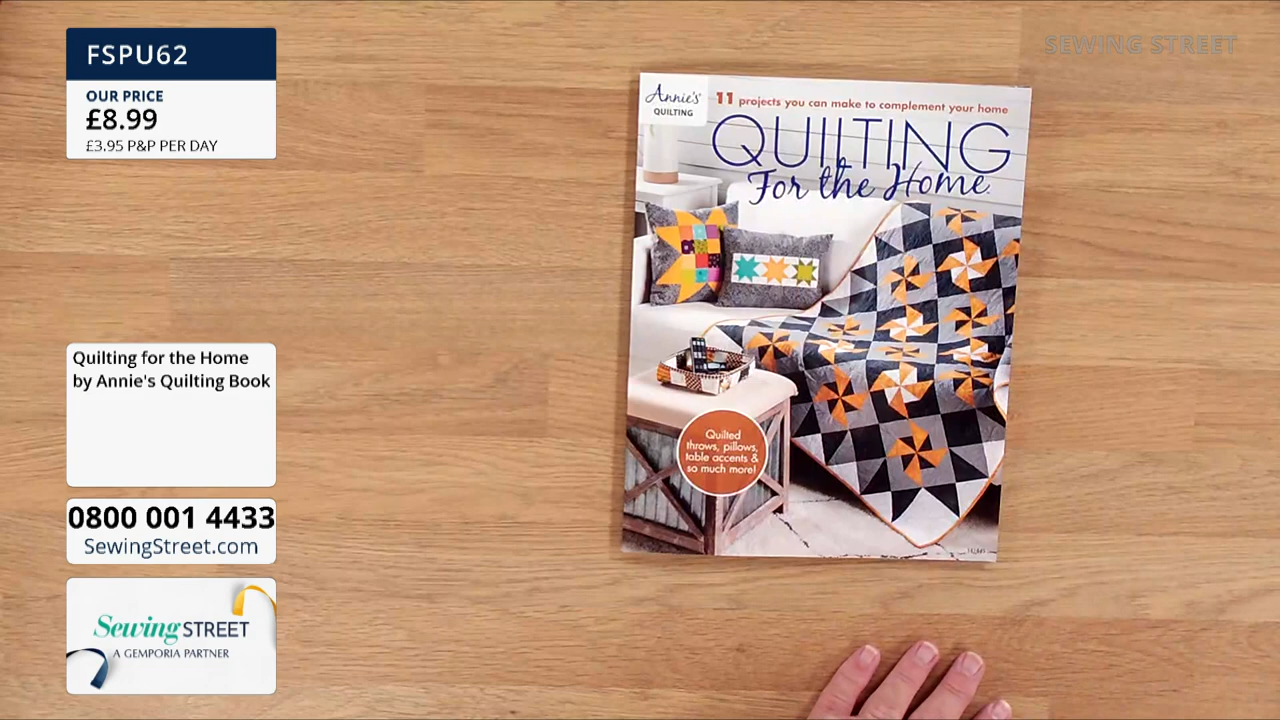 FSPU62
OUR PRICE
£8.99
£3.95 P&P PER DAY
Quilting for the Home
by Annie's Quilting Book
0800 001 4433
SewingStreet.com
Sewing STREET
A GEMPORIA PARTNER
SEWING STREET
Annie's
QUILTING
11 projects you can make to complement your home
QUILTING
For the Home
Quilted
throws, pillows,
table accents &
so much more!